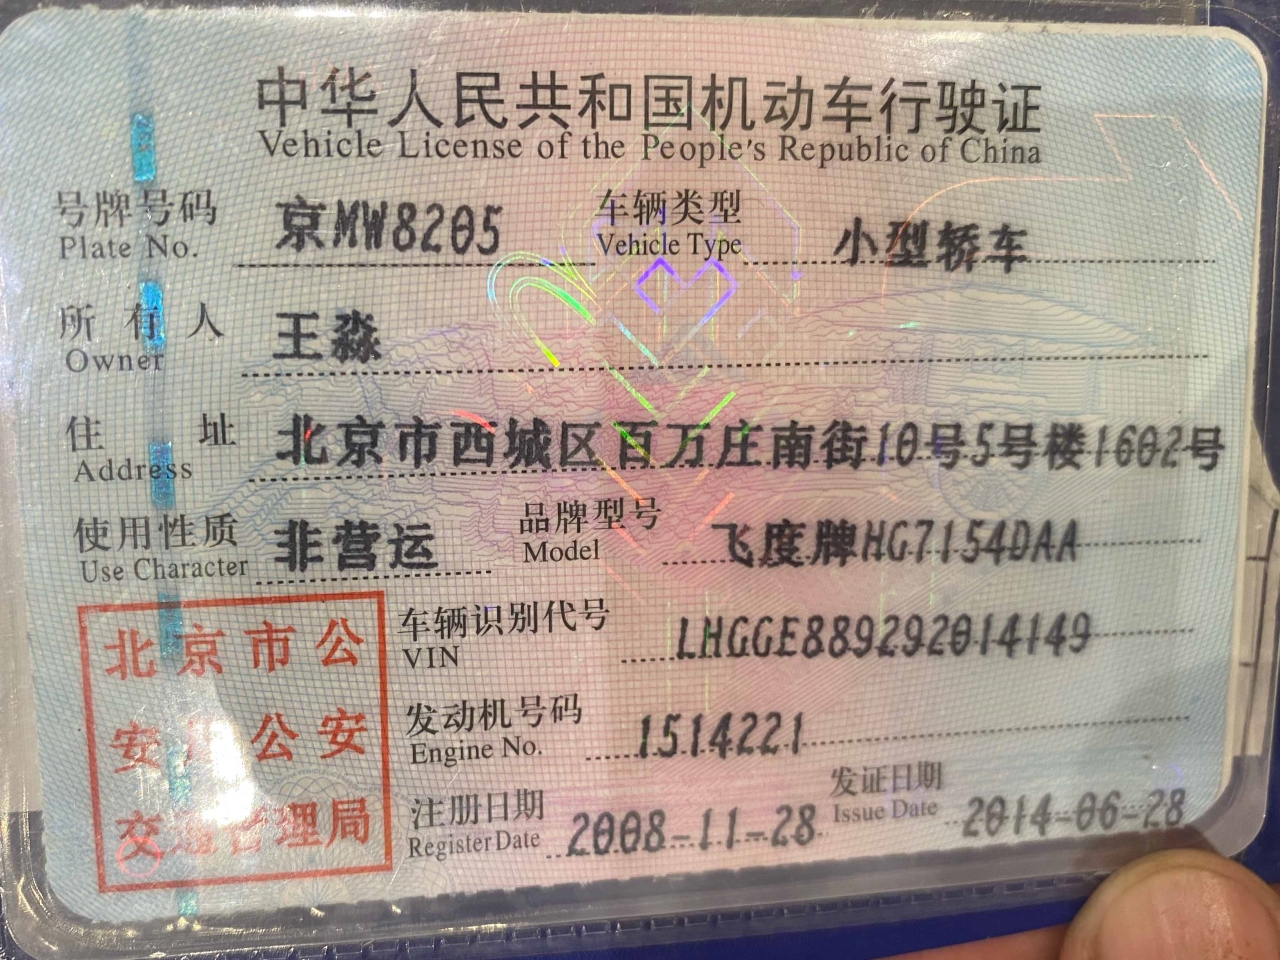 中华人民共和国机动车行驶证
Vehicle License of the People's Republic of China
号牌号码 京MW8205 车辆类型 小型轿车
Plate No. Vehicle Type
所有人 王淼
Owner
住址 北京市西城区百万庄南街10号5号楼1602号
Address
使用性质 非营运 品牌型号 飞度牌HG7154DAA
Use Character Model
车辆识别代号 LHGGE889292014149
VIN
发动机号码 1514221
Engine No.
注册日期 2008-11-28 发证日期 2014-06-28
Register Date Issue Date
北京市公
安局公安
交通管理局